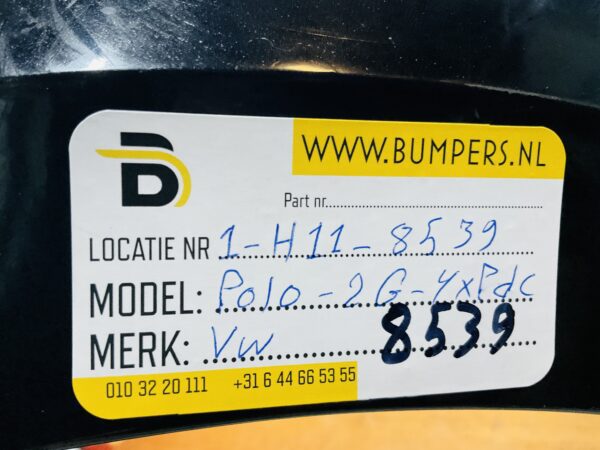 WWW.BUMPERS.NL
Part nr
LOCATIE NR 1-H11-8539
MODEL: Polo-2G-4xPdc
MERK: VW 8539
010 32 20 111 +31 6 44 66 53 55